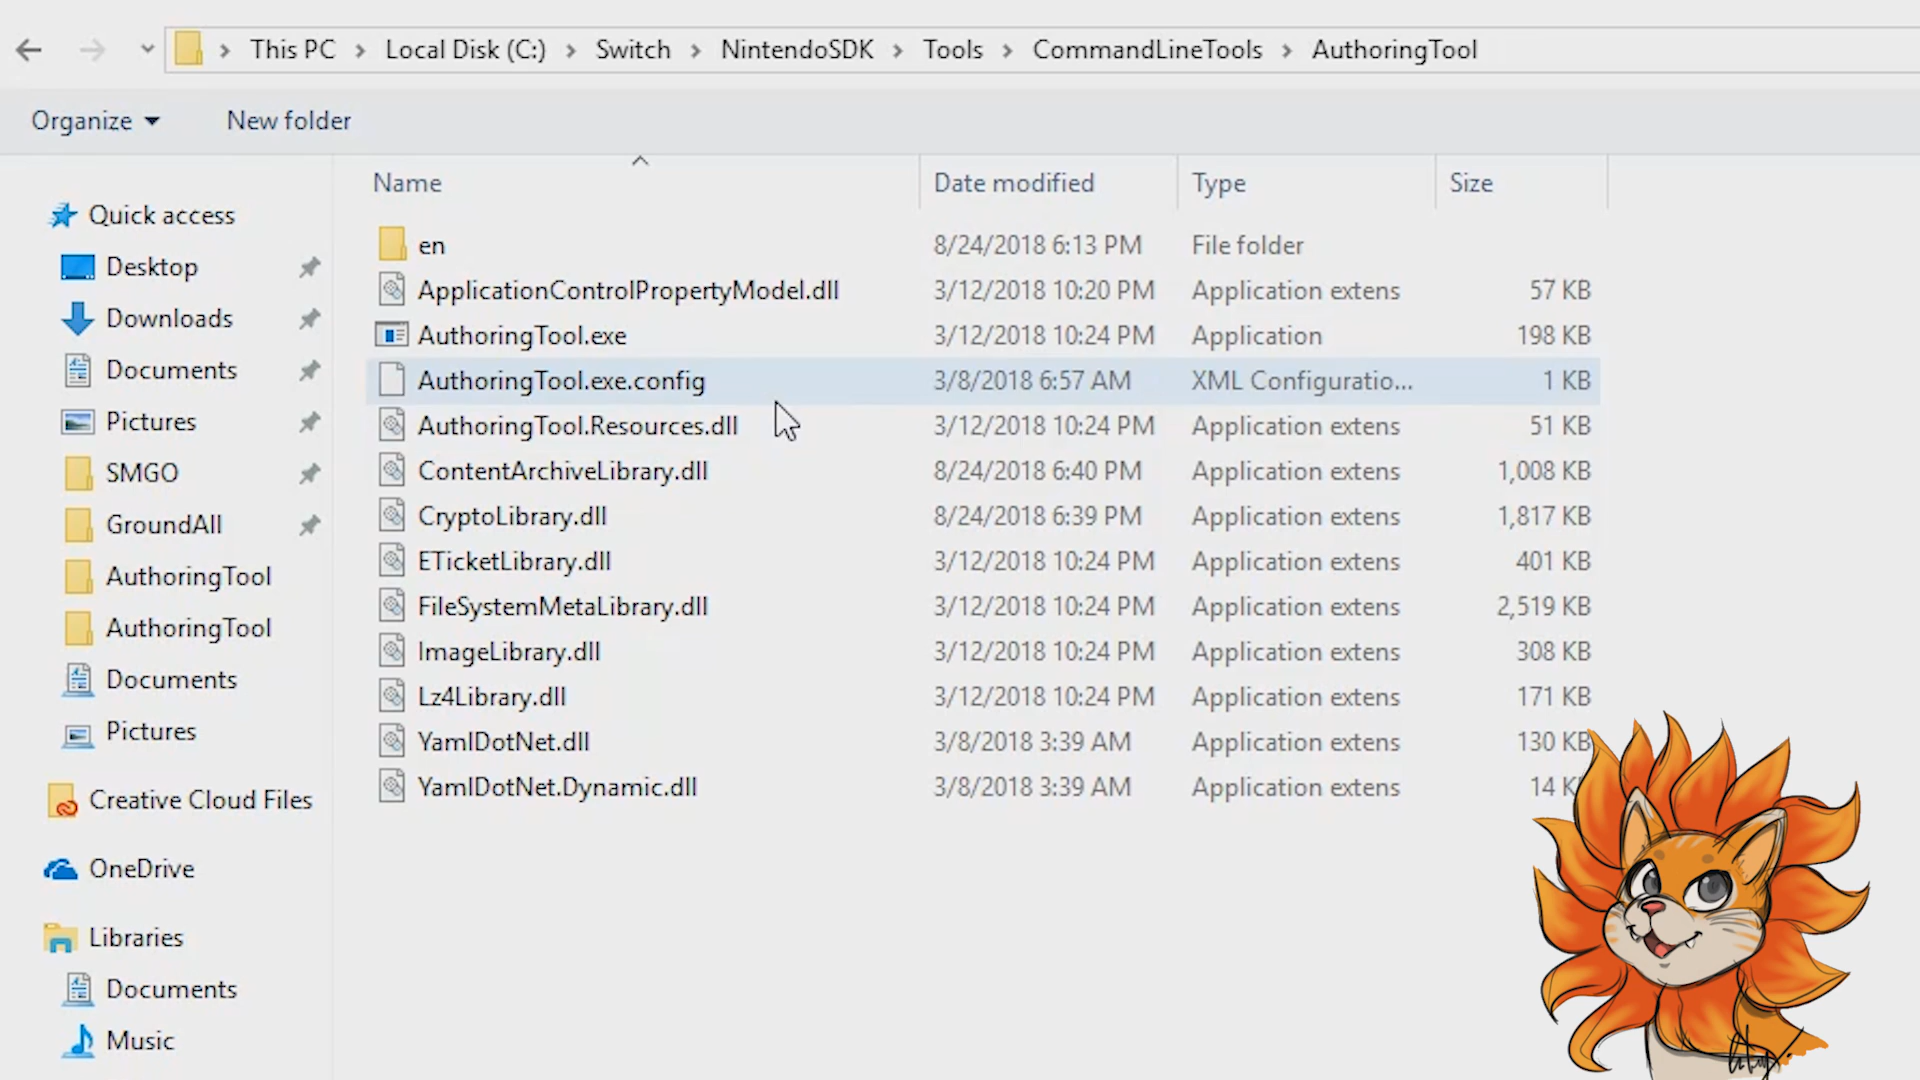 This PC > Local Disk (C:) > Switch > NintendoSDK > Tools > CommandLineTools > AuthoringTool
Organize New folder
Name Date modified Type Size
Quick access
Desktop
Downloads
Documents
Pictures
SMGO
GroundAll
AuthoringTool
AuthoringTool
Documents
Pictures
Creative Cloud Files
OneDrive
Libraries
Documents
Music
en 8/24/2018 6:13 PM File folder
ApplicationControlPropertyModel.dll 3/12/2018 10:20 PM Application extens 57 KB
AuthoringTool.exe 3/12/2018 10:24 PM Application 198 KB
AuthoringTool.exe.config 3/8/2018 6:57 AM XML Configuratio... 1 KB
AuthoringTool.Resources.dll 3/12/2018 10:24 PM Application extens 51 KB
ContentArchiveLibrary.dll 8/24/2018 6:40 PM Application extens 1,008 KB
CryptoLibrary.dll 8/24/2018 6:39 PM Application extens 1,817 KB
ETicketLibrary.dll 3/12/2018 10:24 PM Application extens 401 KB
FileSystemMetaLibrary.dll 3/12/2018 10:24 PM Application extens 2,519 KB
ImageLibrary.dll 3/12/2018 10:24 PM Application extens 308 KB
Lz4Library.dll 3/12/2018 10:24 PM Application extens 171 KB
YamlDotNet.dll 3/8/2018 3:39 AM Application extens 130 KB
YamlDotNet.Dynamic.dll 3/8/2018 3:39 AM Application extens 14 K